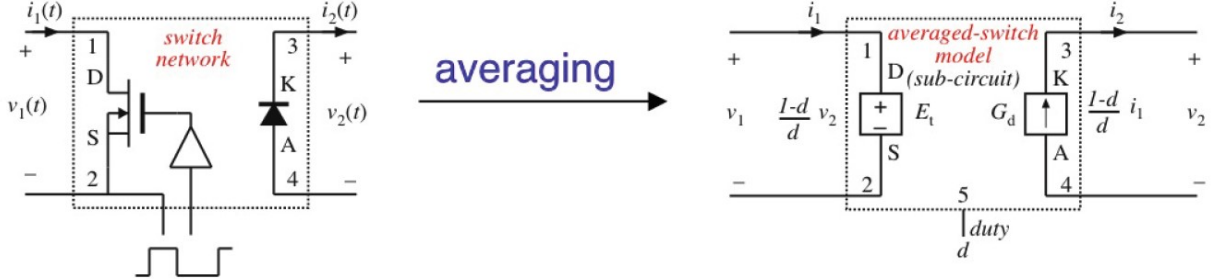 i₁(t)
i₂(t)
+
1
switch
network
3
+
D
K
v₁(t)
v₂(t)
S
A
−
2
4
−
averaging
i₁
i₂
+
1
averaged-switch
model
(sub-circuit)
3
+
D
K
v₁
1-d
d
v₂
+
−
Eₜ
G_d
1-d
d
i₁
v₂
S
A
−
2
5
4
−
duty
d